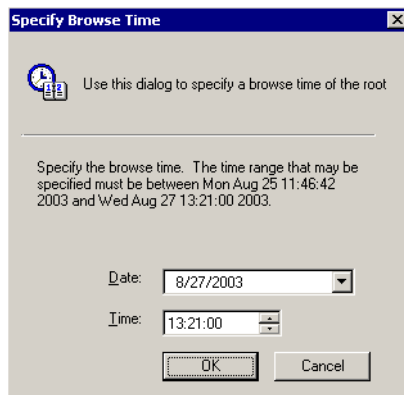 Specify Browse Time
Use this dialog to specify a browse time of the root
Specify the browse time. The time range that may be
specified must be between Mon Aug 25 11:46:42
2003 and Wed Aug 27 13:21:00 2003.
Date: 8/27/2003
Time: 13:21:00
OK Cancel